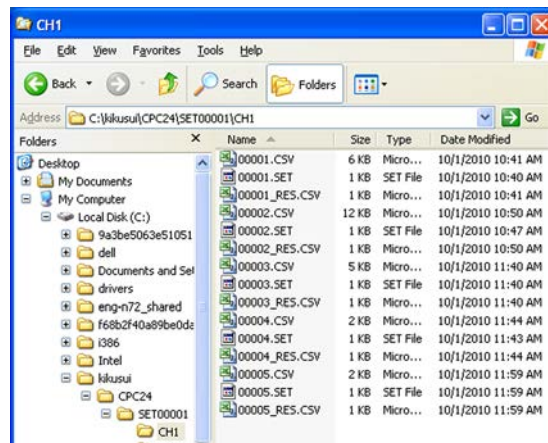 CH1
File Edit View Favorites Tools Help
Back Search Folders
Address C:\kikusui\CPC24\SET00001\CH1 Go
Folders X Name Size Type Date Modified
Desktop
My Documents
My Computer
Local Disk (C:)
9a3be5063e51051
dell
Documents and Set
drivers
eng-n72_shared
f68b2f40a89be0da
i386
Intel
kikusui
CPC24
SET00001
CH1
00001.CSV 6 KB Micro... 10/1/2010 10:41 AM
00001.SET 1 KB SET File 10/1/2010 10:40 AM
00001_RES.CSV 1 KB Micro... 10/1/2010 10:41 AM
00002.CSV 12 KB Micro... 10/1/2010 10:50 AM
00002.SET 1 KB SET File 10/1/2010 10:47 AM
00002_RES.CSV 1 KB Micro... 10/1/2010 10:50 AM
00003.CSV 5 KB Micro... 10/1/2010 11:40 AM
00003.SET 1 KB SET File 10/1/2010 11:40 AM
00003_RES.CSV 1 KB Micro... 10/1/2010 11:40 AM
00004.CSV 2 KB Micro... 10/1/2010 11:44 AM
00004.SET 1 KB SET File 10/1/2010 11:43 AM
00004_RES.CSV 1 KB Micro... 10/1/2010 11:44 AM
00005.CSV 2 KB Micro... 10/1/2010 11:59 AM
00005.SET 1 KB SET File 10/1/2010 11:59 AM
00005_RES.CSV 1 KB Micro... 10/1/2010 11:59 AM